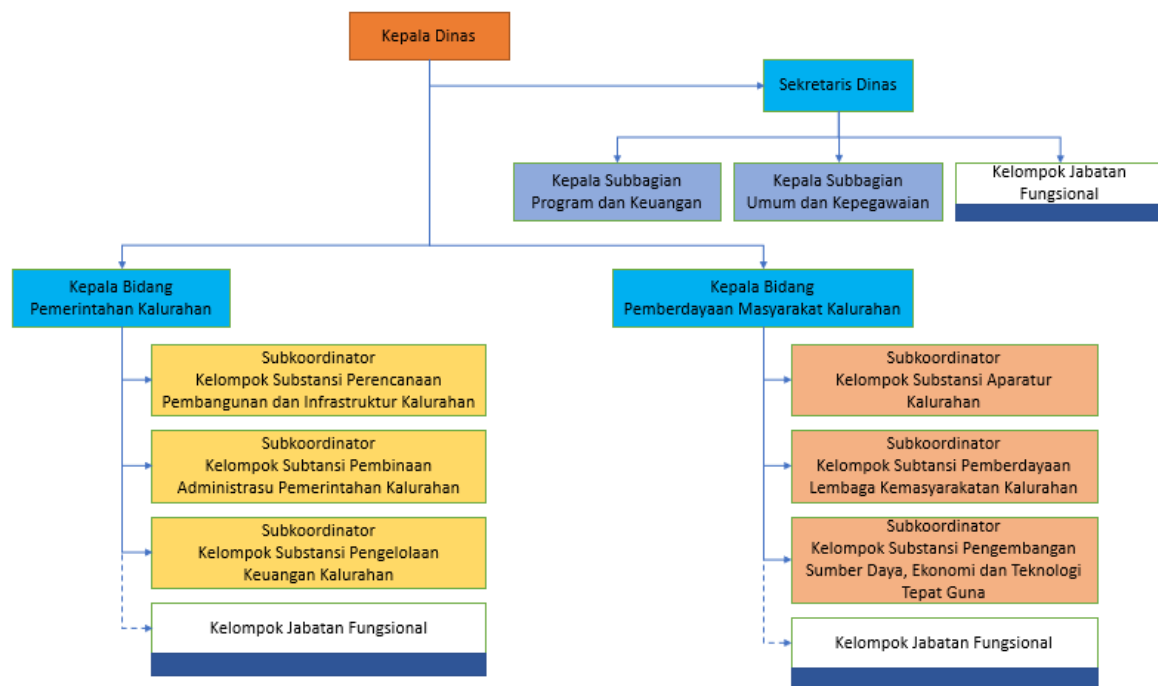 Kepala Dinas
Sekretaris Dinas
Kepala Subbagian
Program dan Keuangan
Kepala Subbagian
Umum dan Kepegawaian
Kelompok Jabatan
Fungsional
Kepala Bidang
Pemerintahan Kalurahan
Kepala Bidang
Pemberdayaan Masyarakat Kalurahan
Subkoordinator
Kelompok Substansi Perencanaan
Pembangunan dan Infrastruktur Kalurahan
Subkoordinator
Kelompok Subtansi Pembinaan
Administrasu Pemerintahan Kalurahan
Subkoordinator
Kelompok Substansi Pengelolaan
Keuangan Kalurahan
Kelompok Jabatan Fungsional
Subkoordinator
Kelompok Substansi Aparatur
Kalurahan
Subkoordinator
Kelompok Subtansi Pemberdayaan
Lembaga Kemasyarakatan Kalurahan
Subkoordinator
Kelompok Substansi Pengembangan
Sumber Daya, Ekonomi dan Teknologi
Tepat Guna
Kelompok Jabatan Fungsional